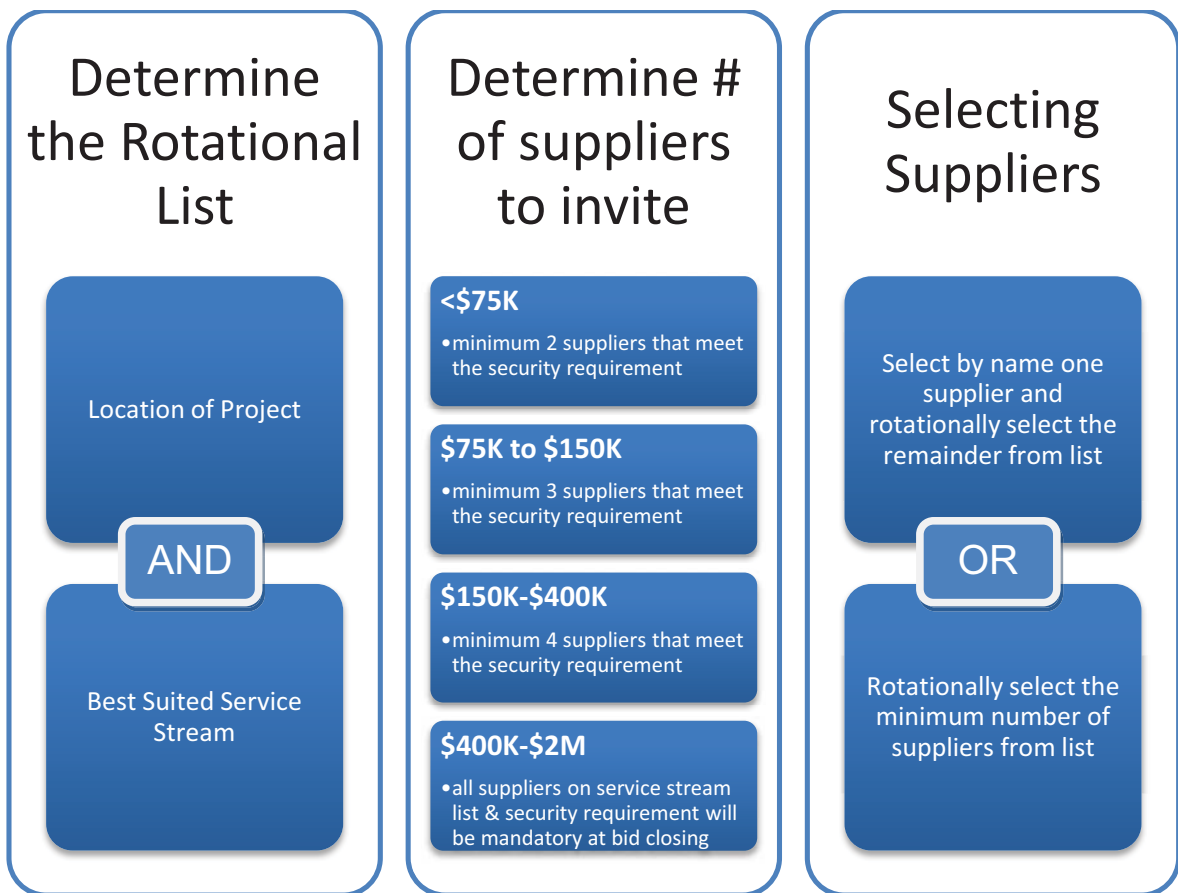 Determine
the Rotational
List
Location of Project
AND
Best Suited Service
Stream
Determine #
of suppliers
to invite
<$75K
•minimum 2 suppliers that meet
the security requirement
$75K to $150K
•minimum 3 suppliers that meet
the security requirement
$150K-$400K
•minimum 4 suppliers that meet
the security requirement
$400K-$2M
•all suppliers on service stream
list & security requirement will
be mandatory at bid closing
Selecting
Suppliers
Select by name one
supplier and
rotationally select the
remainder from list
OR
Rotationally select the
minimum number of
suppliers from list